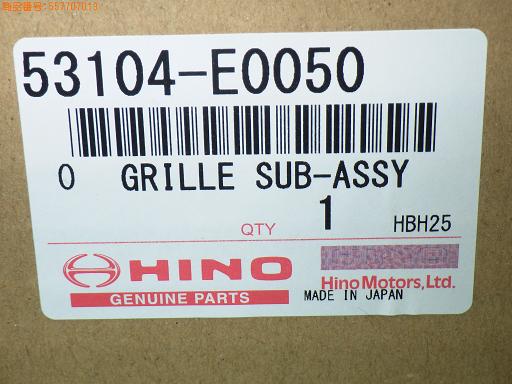 商品番号:557707013
53104-E0050
0 GRILLE SUB-ASSY
QTY 1 HBH25
HINO
GENUINE PARTS
Hino Motors, Ltd.
MADE IN JAPAN